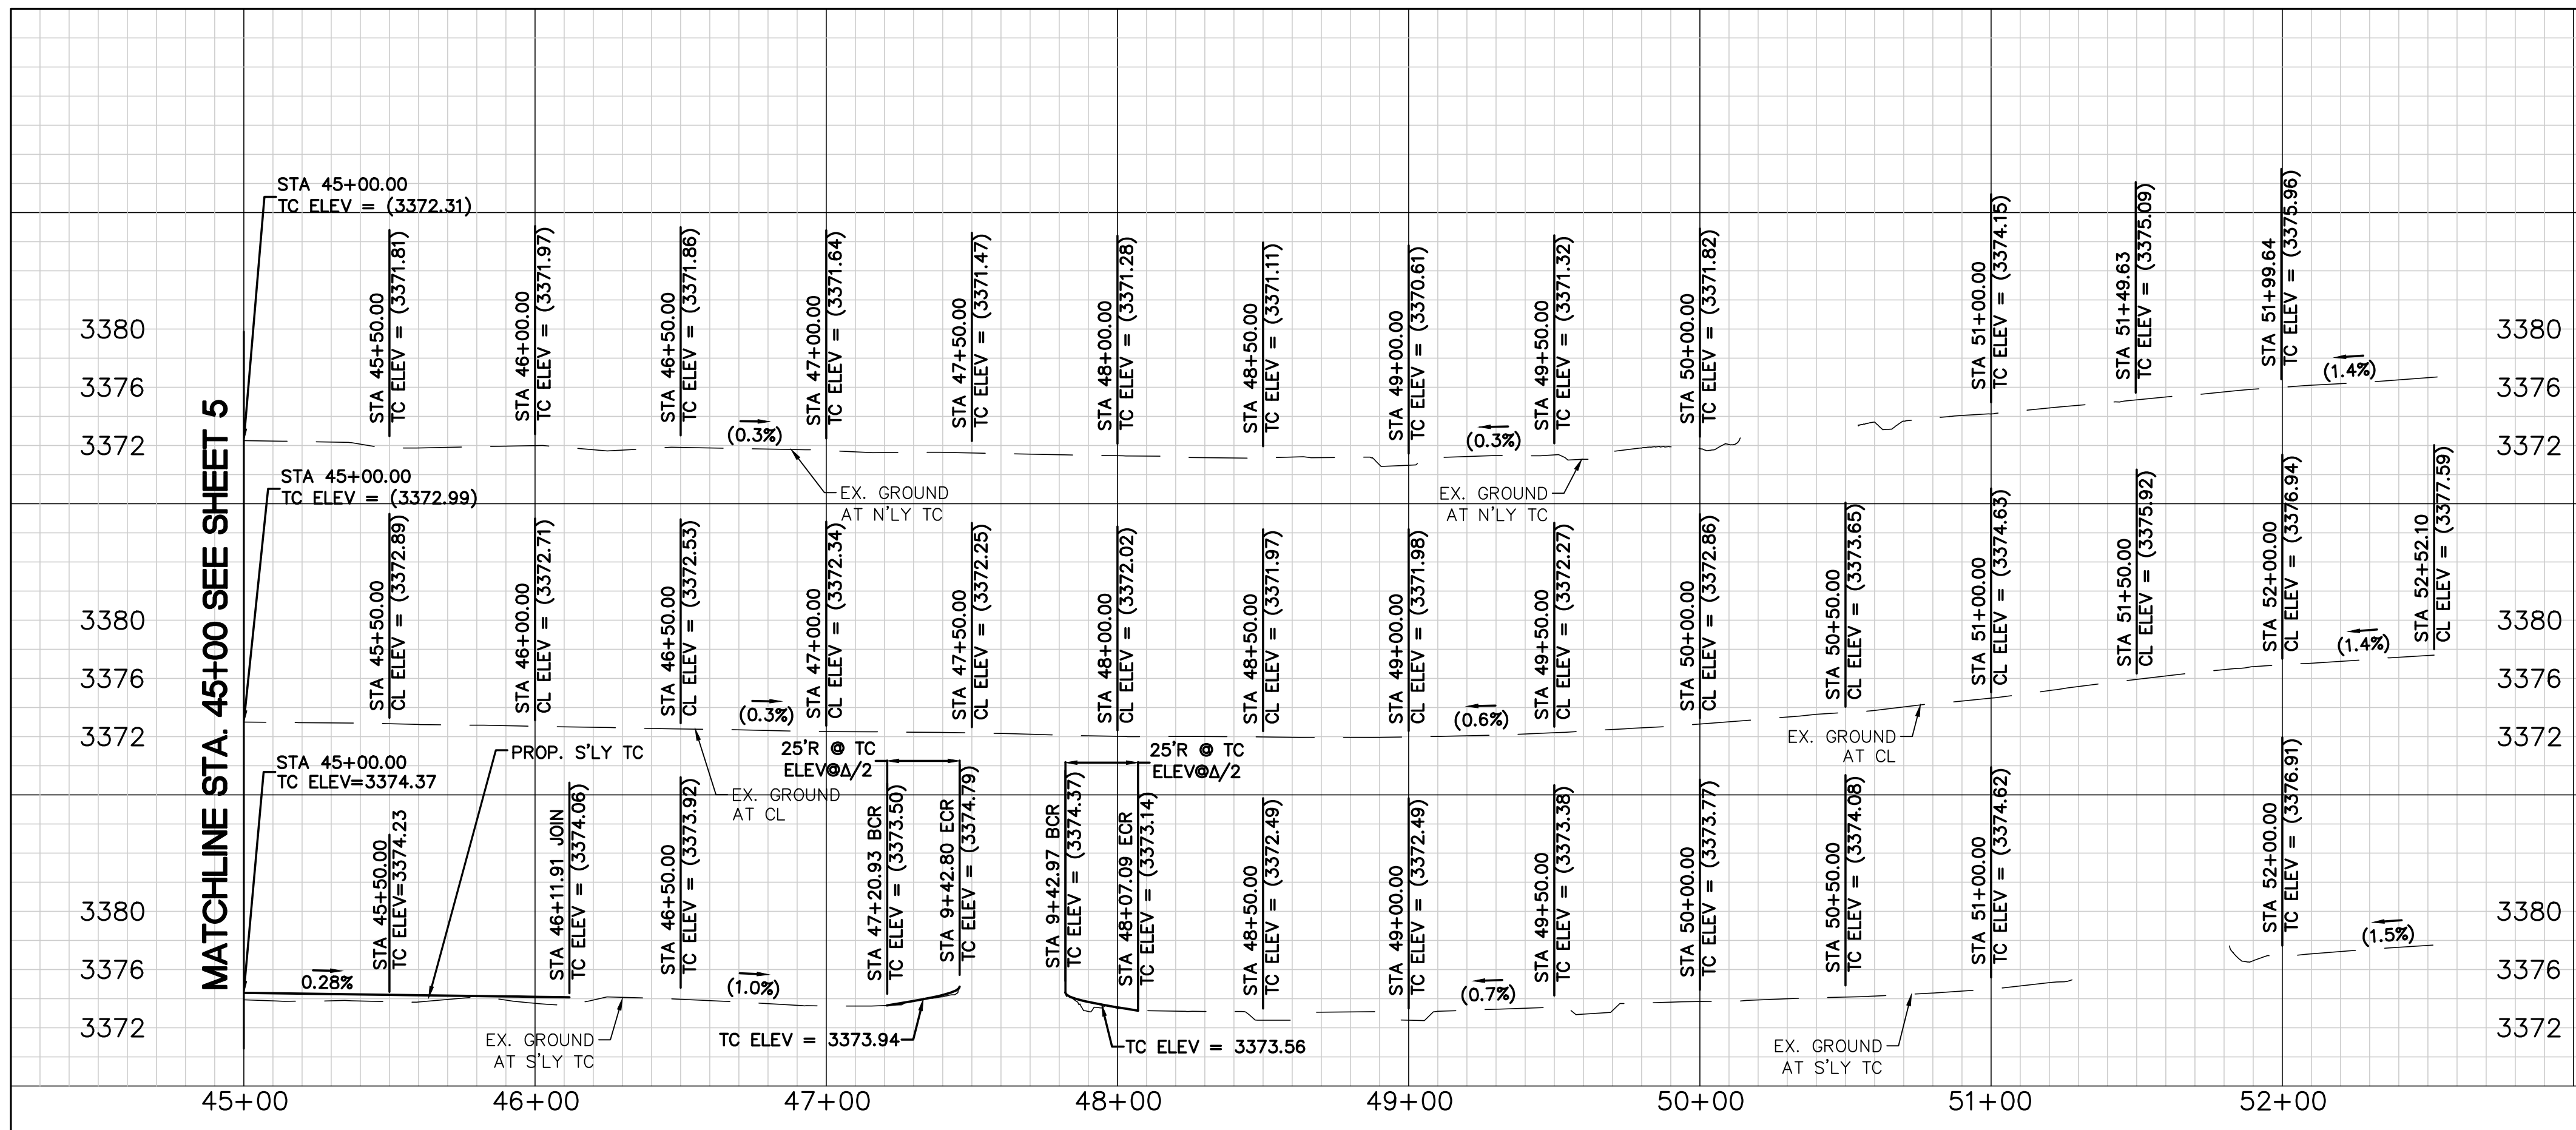 MATCHLINE STA. 45+00 SEE SHEET 5
STA 45+00.00
TC ELEV = (3372.31)
STA 45+50.00
TC ELEV = (3371.81)
STA 46+00.00
TC ELEV = (3371.97)
STA 46+50.00
TC ELEV = (3371.86)
STA 47+00.00
TC ELEV = (3371.64)
STA 47+50.00
TC ELEV = (3371.47)
STA 48+00.00
TC ELEV = (3371.28)
STA 48+50.00
TC ELEV = (3371.11)
STA 49+00.00
TC ELEV = (3370.61)
STA 49+50.00
TC ELEV = (3371.32)
STA 50+00.00
TC ELEV = (3371.82)
STA 51+00.00
TC ELEV = (3374.15)
STA 51+49.63
TC ELEV = (3375.09)
STA 51+99.64
TC ELEV = (3375.96)
3380
3376
3372
3380
3376
3372
(0.3%)
(0.3%)
(1.4%)
EX. GROUND
AT N'LY TC
EX. GROUND
AT N'LY TC
STA 45+00.00
TC ELEV = (3372.99)
STA 45+50.00
CL ELEV = (3372.89)
STA 46+00.00
CL ELEV = (3372.71)
STA 46+50.00
CL ELEV = (3372.53)
STA 47+00.00
CL ELEV = (3372.34)
STA 47+50.00
CL ELEV = (3372.25)
STA 48+00.00
CL ELEV = (3372.02)
STA 48+50.00
CL ELEV = (3371.97)
STA 49+00.00
CL ELEV = (3371.98)
STA 49+50.00
CL ELEV = (3372.27)
STA 50+00.00
CL ELEV = (3372.86)
STA 50+50.00
CL ELEV = (3373.65)
STA 51+00.00
CL ELEV = (3374.63)
STA 51+50.00
CL ELEV = (3375.92)
STA 52+00.00
CL ELEV = (3376.94)
STA 52+52.10
CL ELEV = (3377.59)
3380
3376
3372
3380
3376
3372
(0.3%)
(0.6%)
(1.4%)
EX. GROUND
AT CL
EX. GROUND
AT CL
STA 45+00.00
TC ELEV=3374.37
PROP. S'LY TC
25'R @ TC
ELEV@Δ/2
25'R @ TC
ELEV@Δ/2
STA 45+50.00
TC ELEV=3374.23
STA 46+11.91 JOIN
TC ELEV = (3374.06)
STA 46+50.00
TC ELEV = (3373.92)
STA 47+20.93 BCR
TC ELEV = (3373.50)
STA 9+42.80 ECR
TC ELEV = (3374.79)
STA 9+42.97 BCR
TC ELEV = (3374.37)
STA 48+07.09 ECR
TC ELEV = (3373.14)
STA 48+50.00
TC ELEV = (3372.49)
STA 49+00.00
TC ELEV = (3372.49)
STA 49+50.00
TC ELEV = (3373.38)
STA 50+00.00
TC ELEV = (3373.77)
STA 50+50.00
TC ELEV = (3374.08)
STA 51+00.00
TC ELEV = (3374.62)
STA 52+00.00
TC ELEV = (3376.91)
3380
3376
3372
3380
3376
3372
0.28%
(1.0%)
(0.7%)
(1.5%)
EX. GROUND
AT S'LY TC
TC ELEV = 3373.94
TC ELEV = 3373.56
EX. GROUND
AT S'LY TC
45+00
46+00
47+00
48+00
49+00
50+00
51+00
52+00